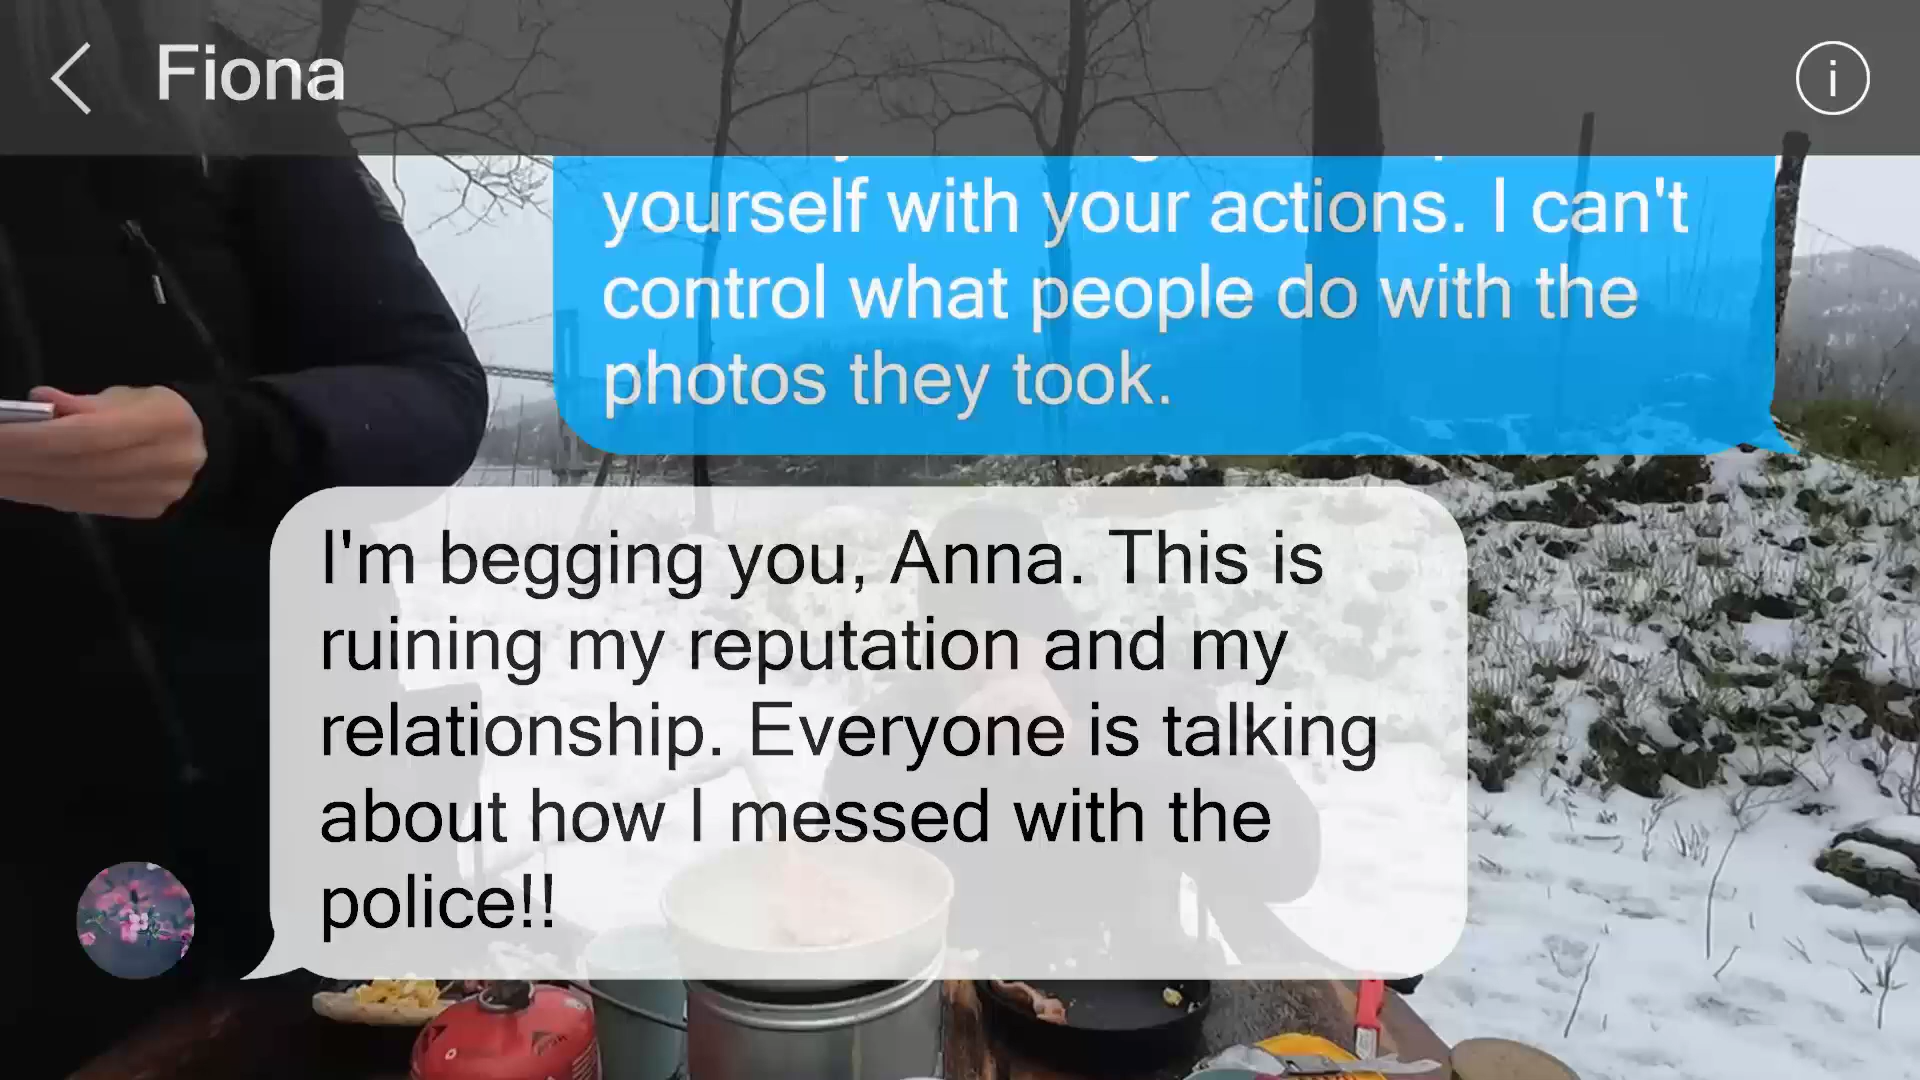 Fiona
yourself with your actions. I can't
control what people do with the
photos they took.
I'm begging you, Anna. This is
ruining my reputation and my
relationship. Everyone is talking
about how I messed with the
police!!